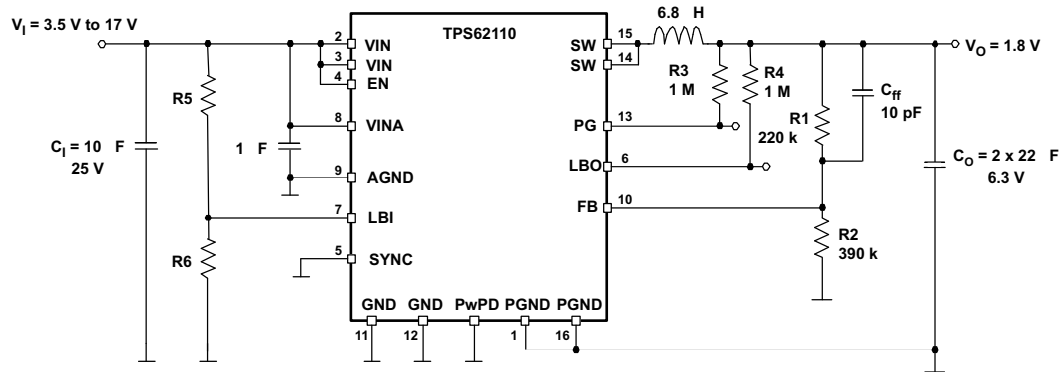 V_I = 3.5 V to 17 V
TPS62110
6.8 H
V_O = 1.8 V
2 VIN
3 VIN
4 EN
8 VINA
9 AGND
7 LBI
5 SYNC
15 SW
14 SW
13 PG
6 LBO
10 FB
R5
R6
C_I = 10 F
25 V
1 F
R3
1 M
R4
1 M
R1
220 k
C_ff
10 pF
R2
390 k
C_O = 2 x 22 F
6.3 V
GND GND PwPD PGND PGND
11 12 1 16